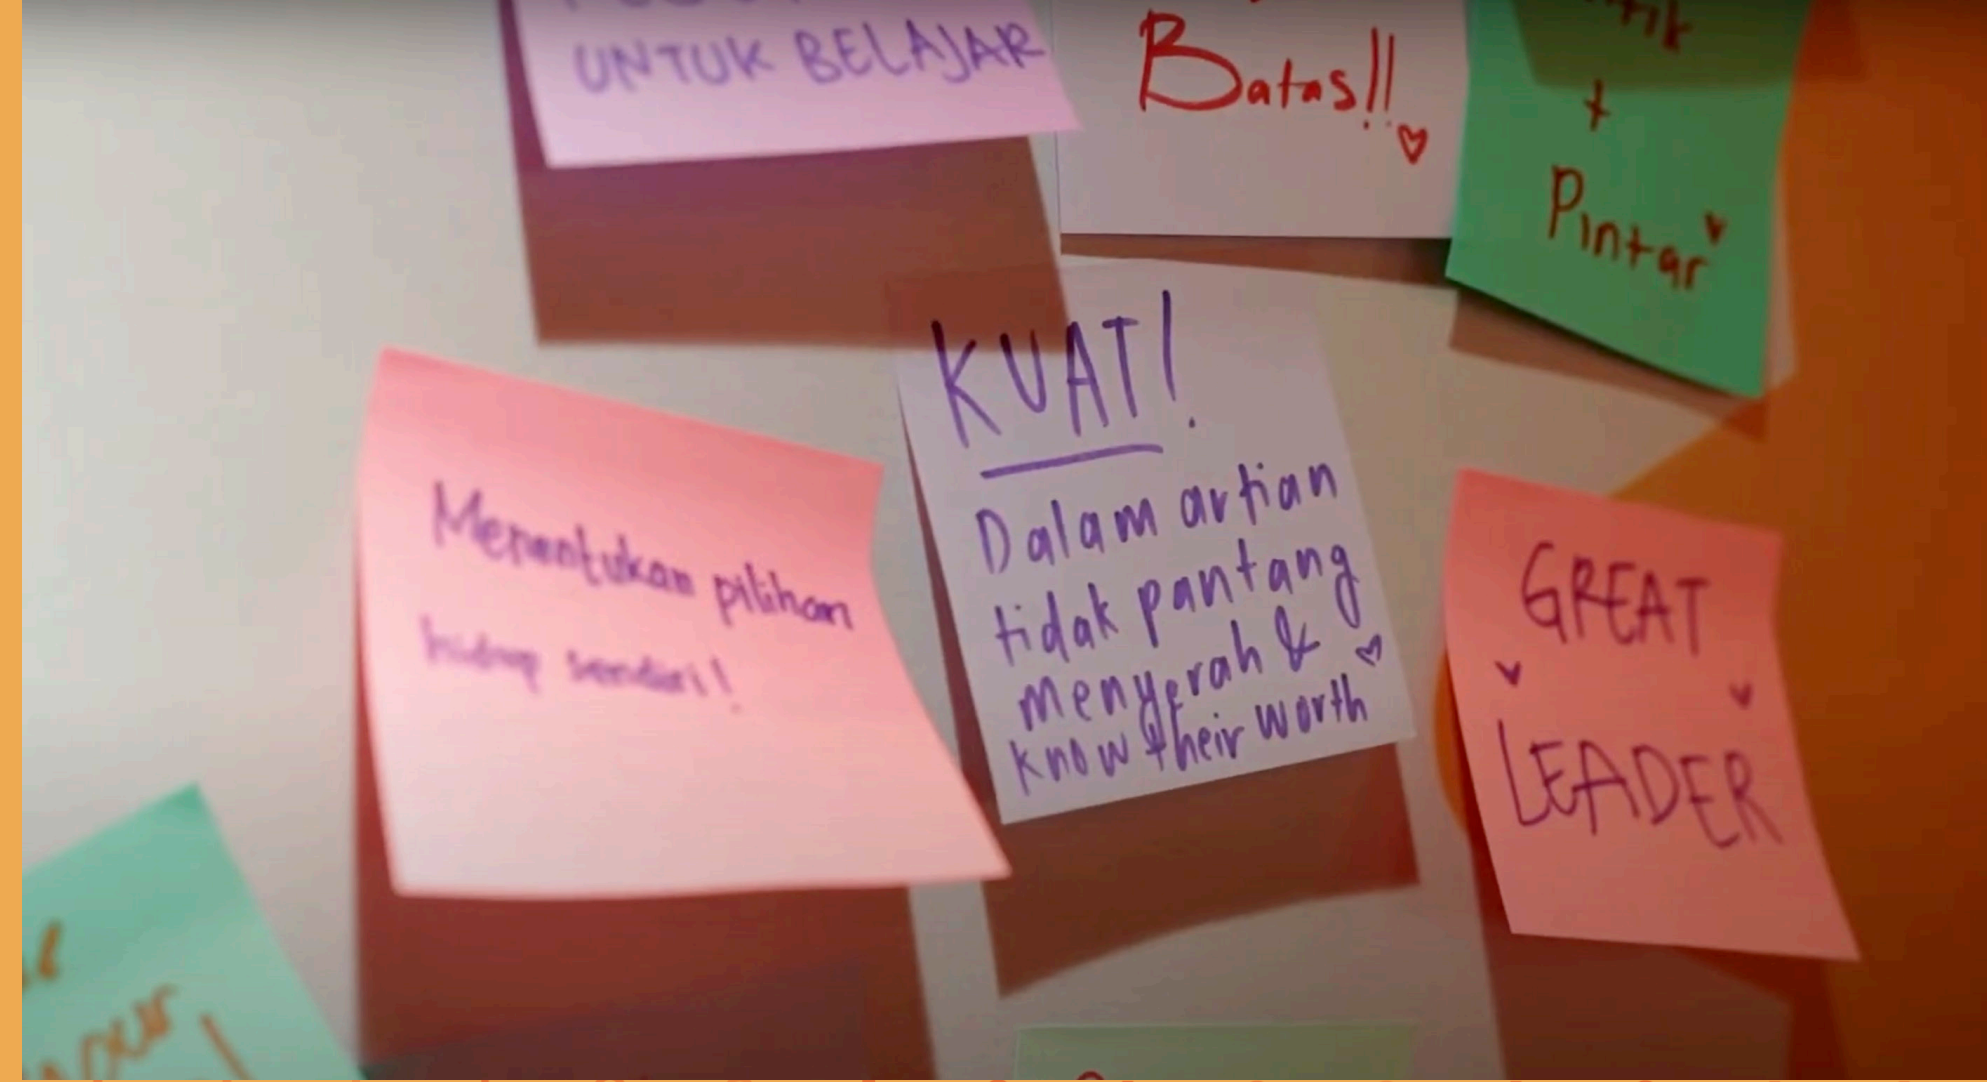 UNTUK BELAJAR
Batas!!
+
Pintar
KUAT!
Dalam artian
tidak pantang
menyerah &
know their worth
Menentukan pilihan
hidup sendiri!
GREAT
LEADER